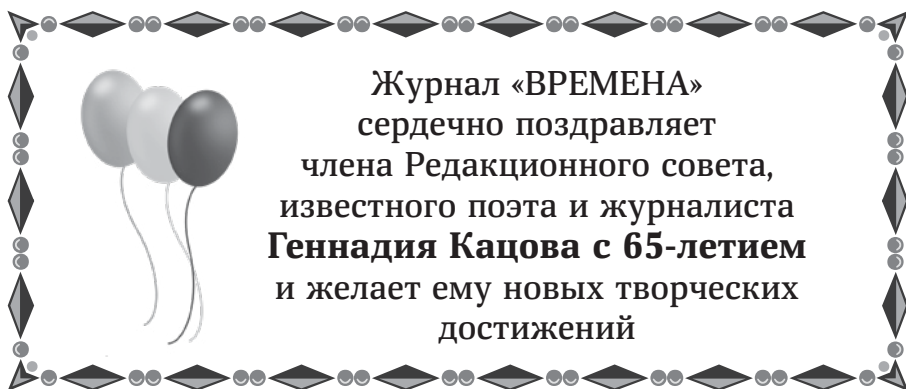 Журнал «ВРЕМЕНА»
сердечно поздравляет
члена Редакционного совета,
известного поэта и журналиста
Геннадия Кацова с 65-летием
и желает ему новых творческих
достижений